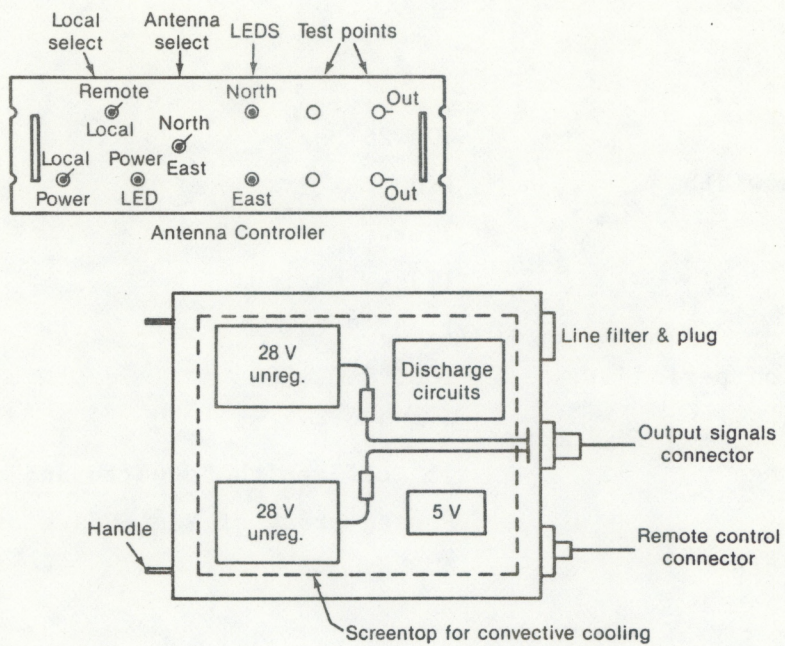 Local
select
Antenna
select
LEDS
Test points
Remote
Local
North
East
North
Out
Local
Power
Power
LED
East
Out
Antenna Controller
28 V
unreg.
Discharge
circuits
Line filter & plug
Output signals
connector
28 V
unreg.
5 V
Handle
Remote control
connector
Screentop for convective cooling